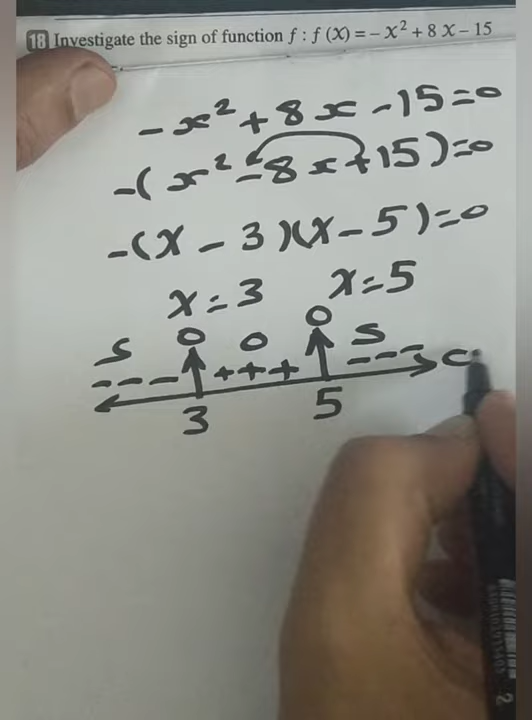 18 Investigate the sign of function f : f (X) = – X² + 8 X – 15
- x² + 8x - 15 = 0
-( x² - 8x + 15 ) = 0
-( x - 3 )( x - 5 ) = 0
x = 3 x = 5
S 0 0 0 S
--- +++ ---
3 5